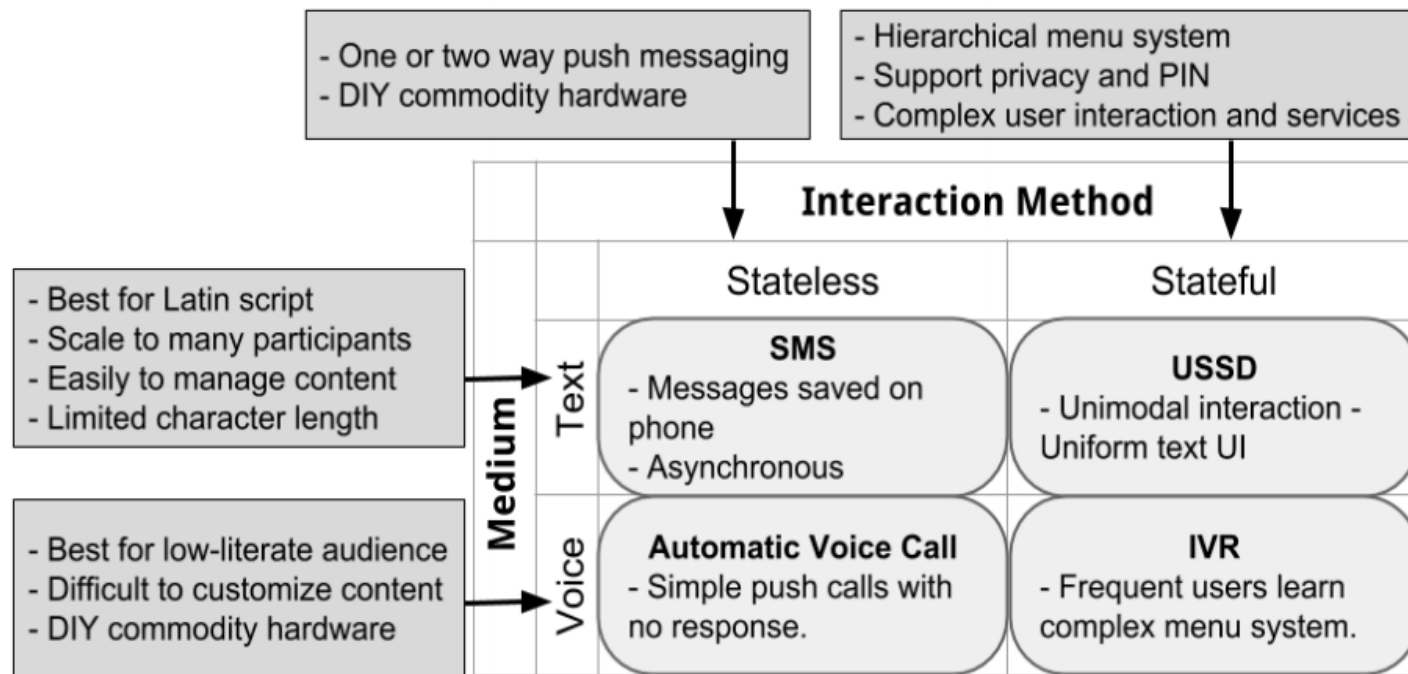 - One or two way push messaging
- DIY commodity hardware
- Hierarchical menu system
- Support privacy and PIN
- Complex user interaction and services
Interaction Method
Stateless
Stateful
- Best for Latin script
- Scale to many participants
- Easily to manage content
- Limited character length
- Best for low-literate audience
- Difficult to customize content
- DIY commodity hardware
Medium
Text
SMS
- Messages saved on
phone
- Asynchronous
USSD
- Unimodal interaction -
Uniform text UI
Voice
Automatic Voice Call
- Simple push calls with
no response.
IVR
- Frequent users learn
complex menu system.